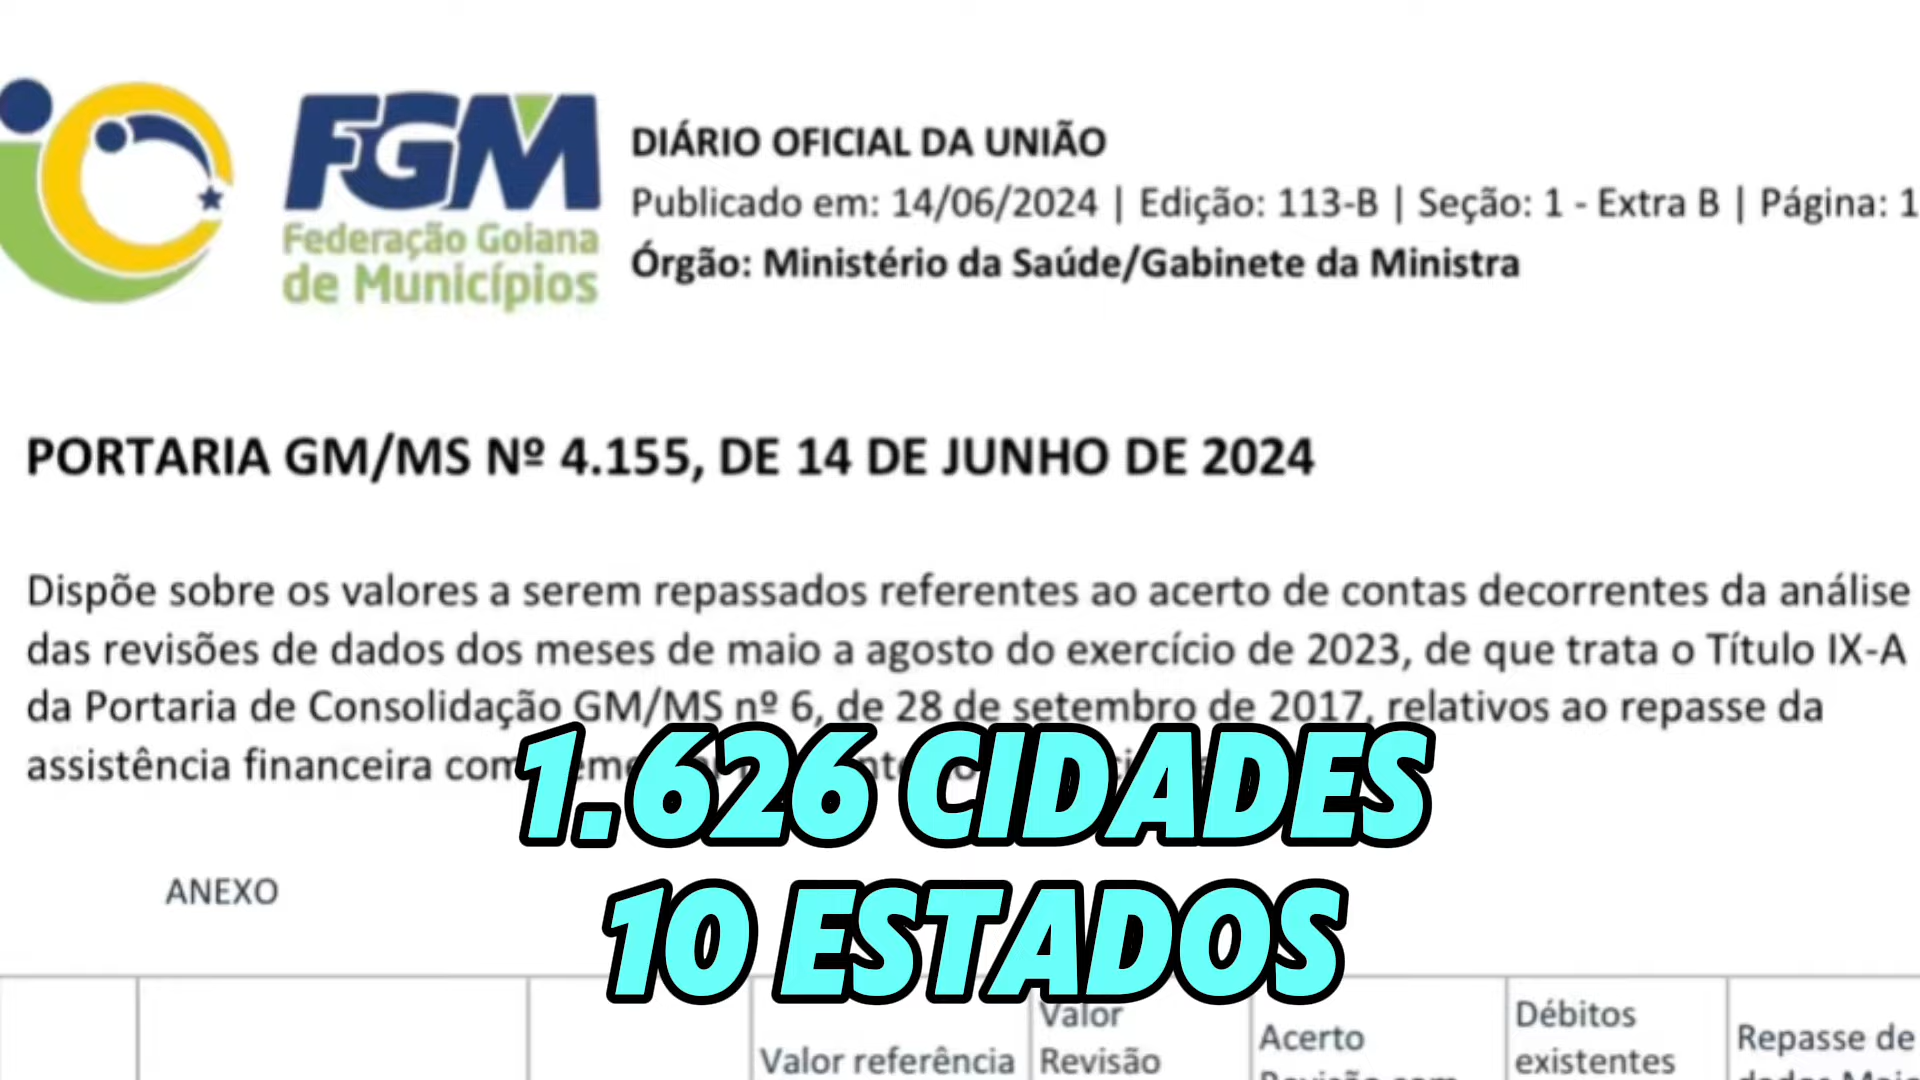 FGM
Federação Goiana
de Municípios
DIÁRIO OFICIAL DA UNIÃO
Publicado em: 14/06/2024 | Edição: 113-B | Seção: 1 - Extra B | Página: 1
Órgão: Ministério da Saúde/Gabinete da Ministra
PORTARIA GM/MS Nº 4.155, DE 14 DE JUNHO DE 2024
Dispõe sobre os valores a serem repassados referentes ao acerto de contas decorrentes da análise
das revisões de dados dos meses de maio a agosto do exercício de 2023, de que trata o Título IX-A
da Portaria de Consolidação GM/MS nº 6, de 28 de setembro de 2017, relativos ao repasse da
assistência financeira
1.626 CIDADES
10 ESTADOS
ANEXO
Valor referência
Valor
Revisão
Acerto
Débitos
existentes
Repasse de